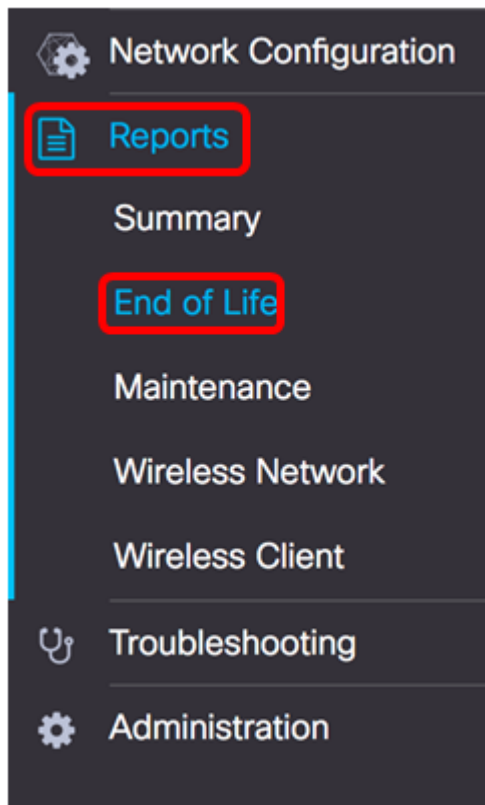 Network Configuration
Reports
Summary
End of Life
Maintenance
Wireless Network
Wireless Client
Troubleshooting
Administration